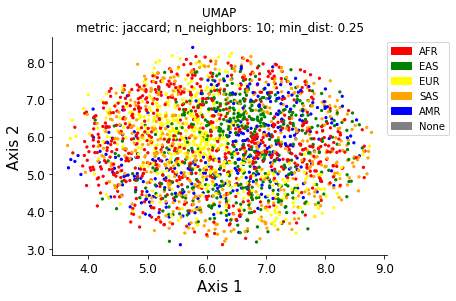 UMAP
metric: jaccard; n_neighbors: 10; min_dist: 0.25
AFR
EAS
EUR
SAS
AMR
None
8.0
7.0
6.0
5.0
4.0
3.0
Axis 2
4.0 5.0 6.0 7.0 8.0 9.0
Axis 1